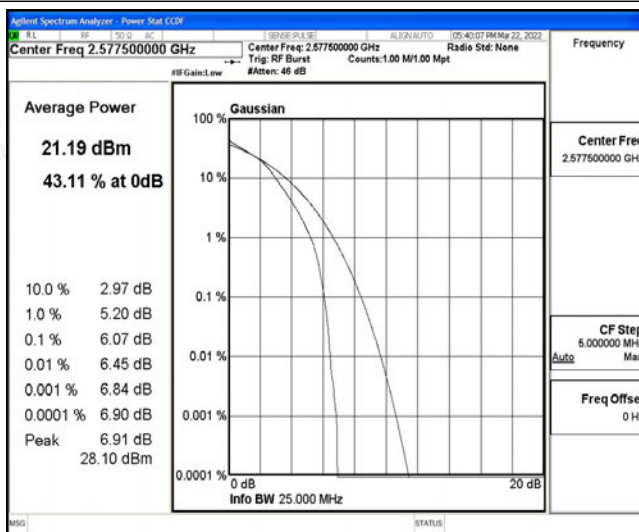 Agilent Spectrum Analyzer - Power Stat CCDF
RL RF 50 Ω AC SENSE:PULSE ALIGN AUTO 05:40:07 PM Mar 22, 2022
Center Freq 2.577500000 GHz
Center Freq: 2.577500000 GHz Radio Std: None
Trig: RF Burst Counts:1.00 M/1.00 Mpt
#IFGain:Low #Atten: 46 dB
Frequency
Average Power
21.19 dBm
43.11 % at 0dB
10.0 % 2.97 dB
1.0 % 5.20 dB
0.1 % 6.07 dB
0.01 % 6.45 dB
0.001 % 6.84 dB
0.0001 % 6.90 dB
Peak 6.91 dB
28.10 dBm
Gaussian
100 %
10 %
1 %
0.1 %
0.01 %
0.001 %
0.0001 %
0 dB 20 dB
Info BW 25.000 MHz
Center Freq
2.577500000 GH
CF Step
5.000000 MH
Auto Ma
Freq Offse
0 H
MSG STATUS